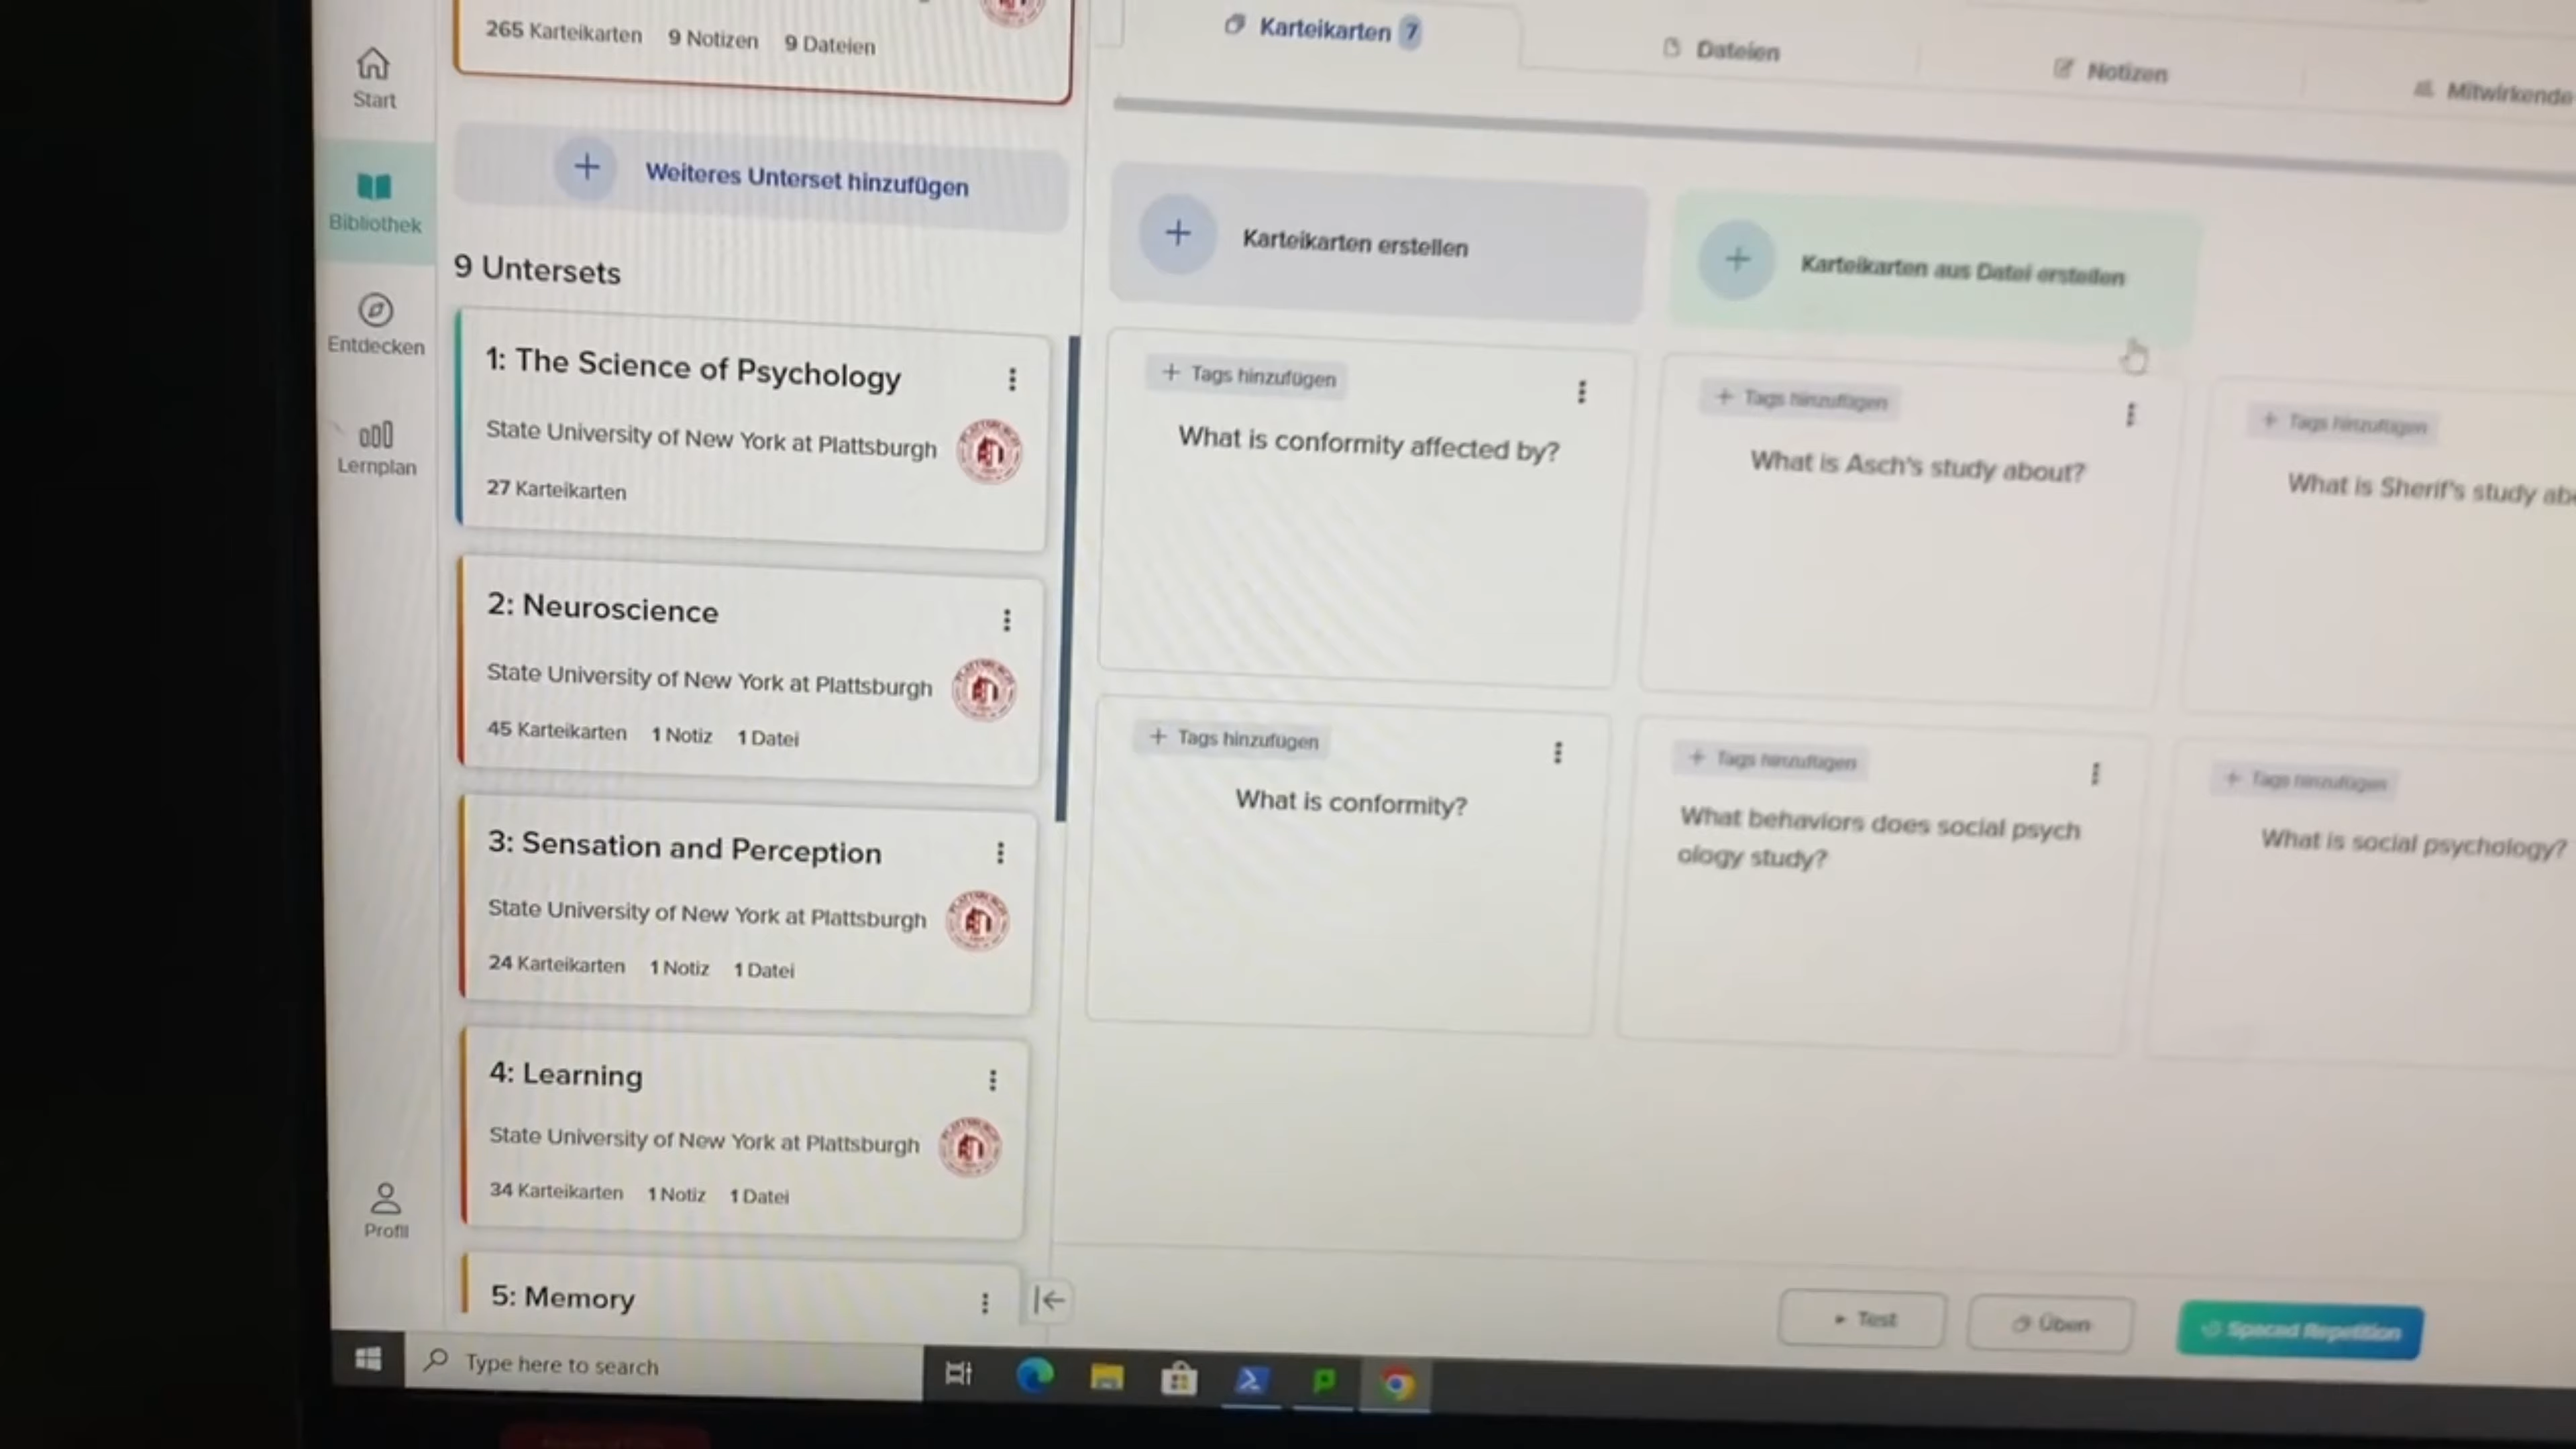 265 Karteikarten 9 Notizen 9 Dateien
Karteikarten 7
Dateien
Notizen
Mitwirkende
Start
Bibliothek
Entdecken
Lernplan
Profil
Weiteres Unterset hinzufügen
9 Untersets
1: The Science of Psychology
State University of New York at Plattsburgh
27 Karteikarten
2: Neuroscience
State University of New York at Plattsburgh
45 Karteikarten 1 Notiz 1 Datei
3: Sensation and Perception
State University of New York at Plattsburgh
24 Karteikarten 1 Notiz 1 Datei
4: Learning
State University of New York at Plattsburgh
34 Karteikarten 1 Notiz 1 Datei
5: Memory
Karteikarten erstellen
Karteikarten aus Datei erstellen
+ Tags hinzufügen
What is conformity affected by?
+ Tags hinzufügen
What is Asch's study about?
+ Tags hinzufügen
What is Sherif's study
+ Tags hinzufügen
What is conformity?
+ Tags hinzufügen
What behaviors does social psych
ology study?
+ Tags hinzufügen
What is social psychology?
Test
Üben
Spaced Repetition
Type here to search